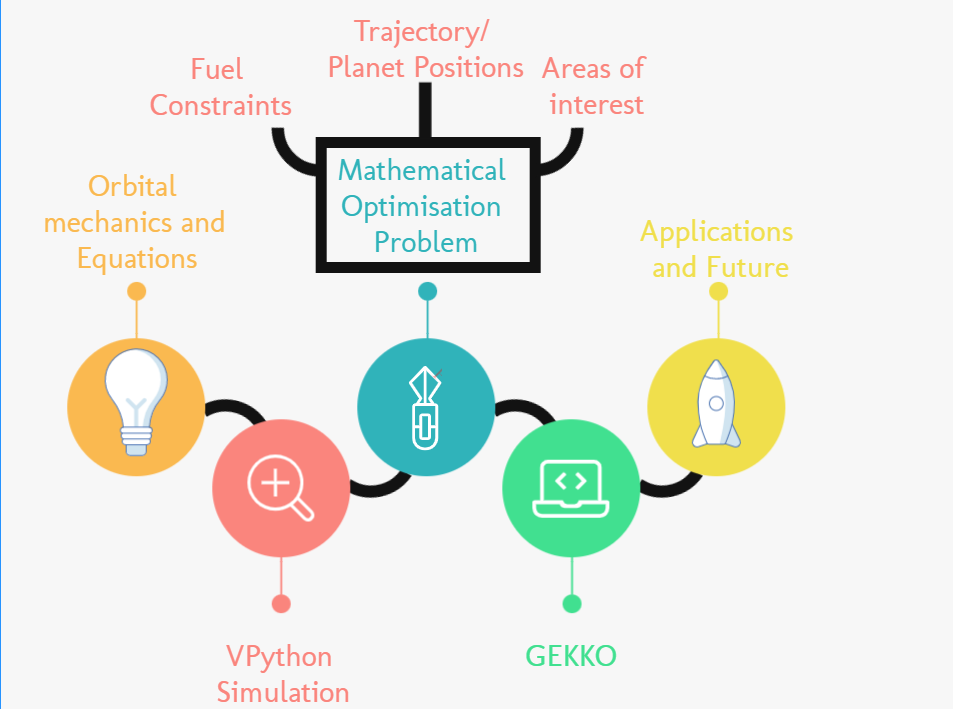 Trajectory/
Planet Positions
Fuel
Constraints
Areas of
interest
Mathematical
Optimisation
Problem
Orbital
mechanics and
Equations
Applications
and Future
VPython
Simulation
GEKKO